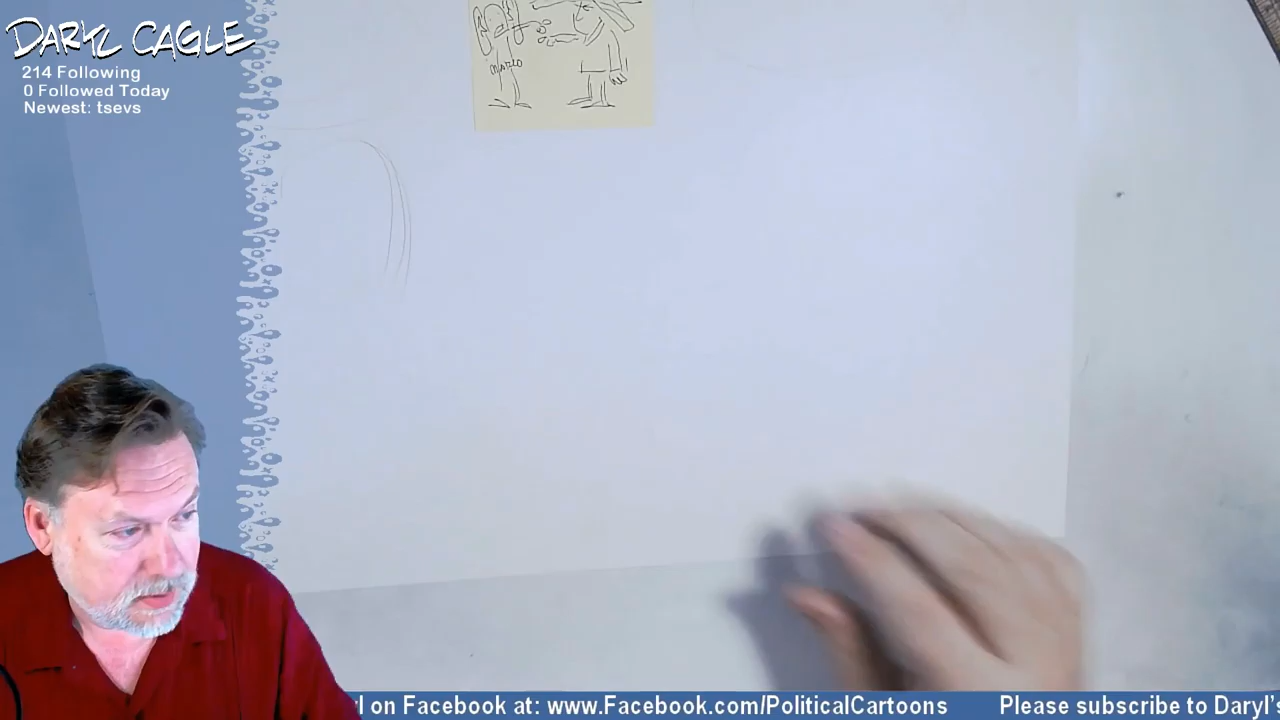 DARYL CAGLE
214 Following
0 Followed Today
Newest: tsevs
l on Facebook at: www.Facebook.com/PoliticalCartoons Please subscribe to Daryl's